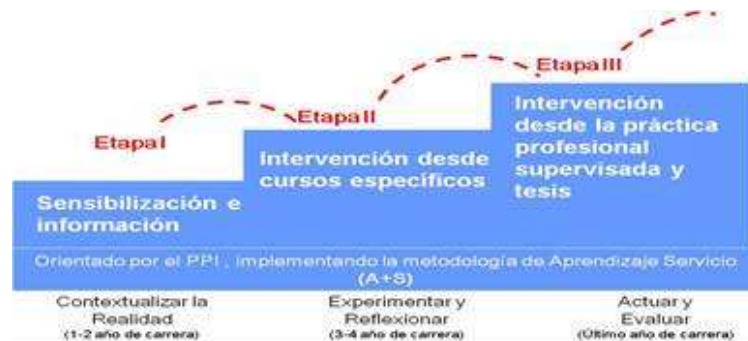 Etapa III
Etapa II
Etapa I
Intervención
desde la práctica
profesional
supervisada y
tesis
Intervención desde
cursos específicos
Sensibilización e
información
Orientado por el PPI , implementando la metodología de Aprendizaje Servicio
(A+S)
Contextualizar la
Realidad
(1-2 año de carrera)
Experimentar y
Reflexionar
(3-4 año de carrera)
Actuar y
Evaluar
(Último año de carrera)